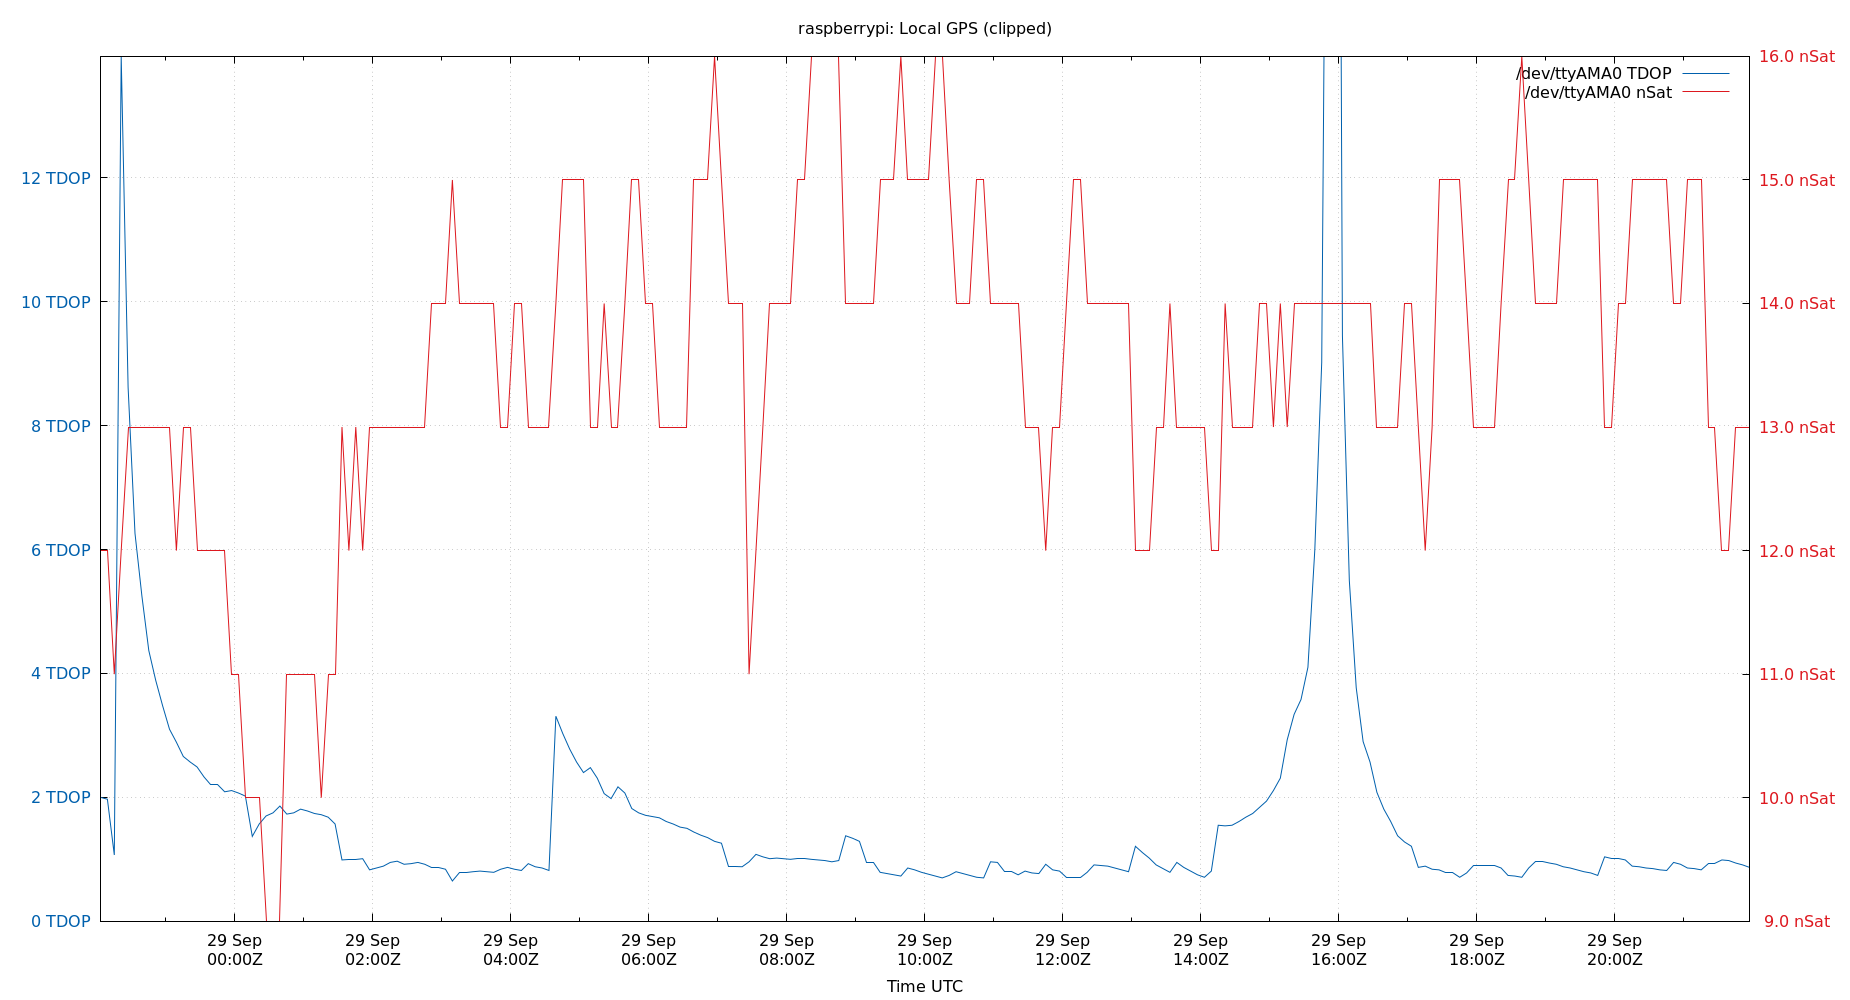 raspberrypi: Local GPS (clipped)
/dev/ttyAMA0 TDOP
/dev/ttyAMA0 nSat
12 TDOP
10 TDOP
8 TDOP
6 TDOP
4 TDOP
2 TDOP
0 TDOP
16.0 nSat
15.0 nSat
14.0 nSat
13.0 nSat
12.0 nSat
11.0 nSat
10.0 nSat
9.0 nSat
29 Sep
00:00Z
29 Sep
02:00Z
29 Sep
04:00Z
29 Sep
06:00Z
29 Sep
08:00Z
29 Sep
10:00Z
29 Sep
12:00Z
29 Sep
14:00Z
29 Sep
16:00Z
29 Sep
18:00Z
29 Sep
20:00Z
Time UTC